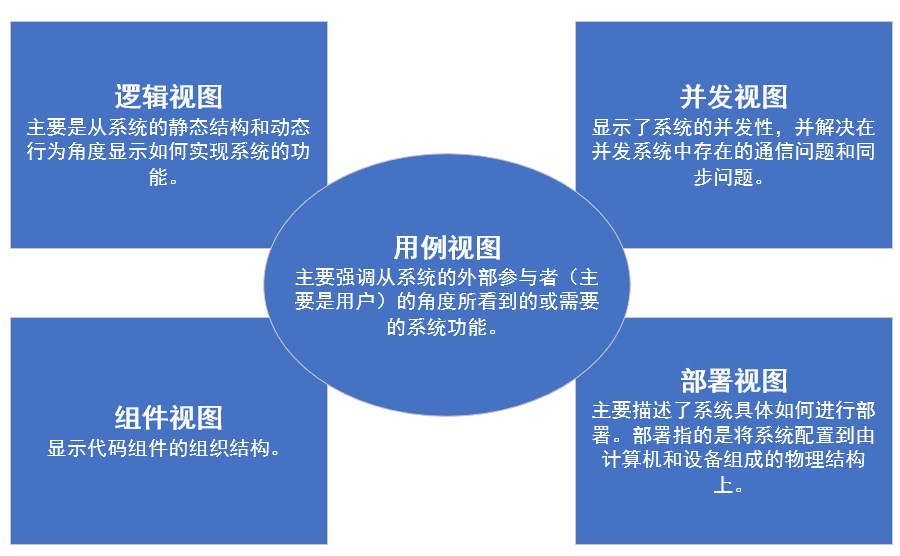 逻辑视图
主要是从系统的静态结构和动态
行为角度显示如何实现系统的功
能。
并发视图
显示了系统的并发性，并解决在
并发系统中存在的通信问题和同
步问题。
用例视图
主要强调从系统的外部参与者（主
要是用户）的角度所看到的或需要
的系统功能。
组件视图
显示代码组件的组织结构。
部署视图
主要描述了系统具体如何进行部
署。部署指的是将系统配置到由
计算机和设备组成的物理结构
上。